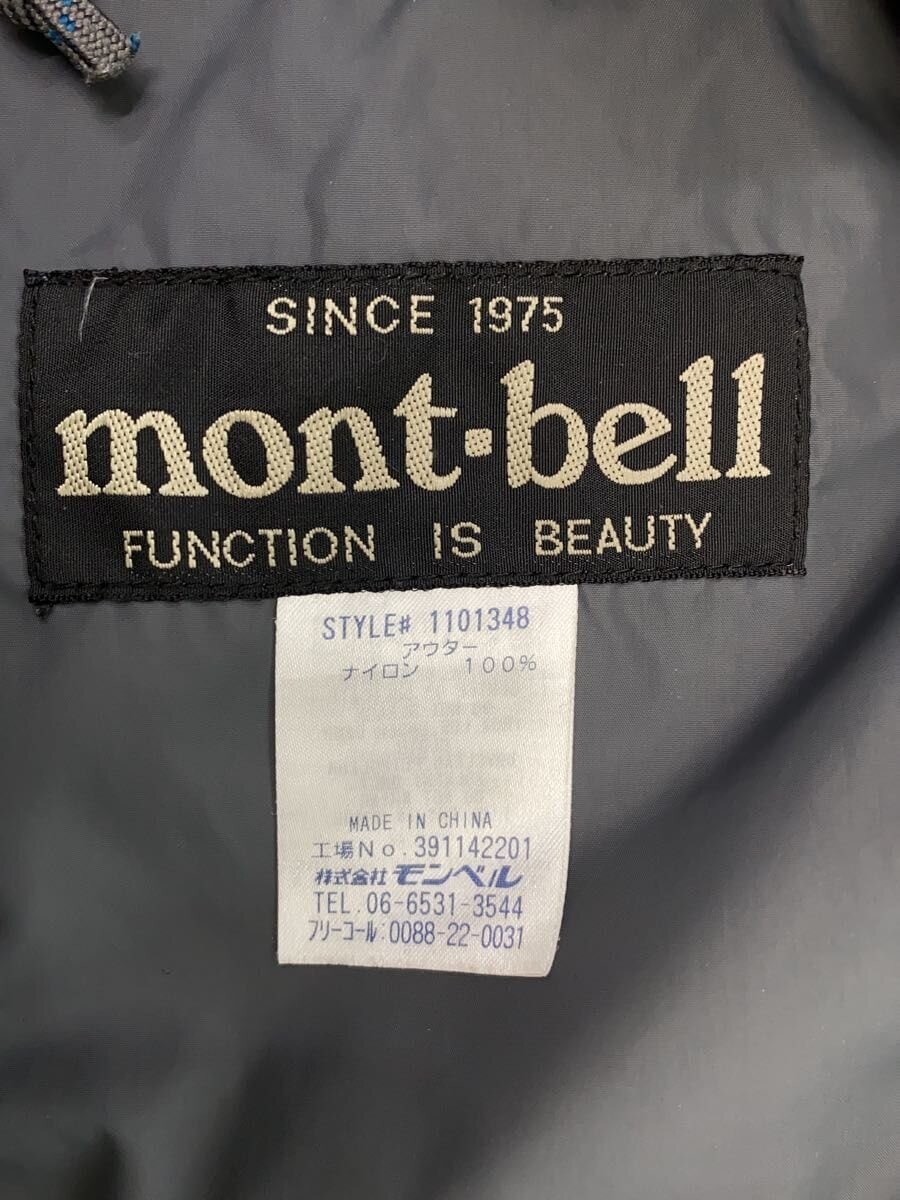 SINCE 1975
mont·bell
FUNCTION IS BEAUTY
STYLE# 1101348
アウター
ナイロン 100%
MADE IN CHINA
工場No.391142201
株式会社 モンベル
TEL.06-6531-3544
フリーコール:0088-22-0031